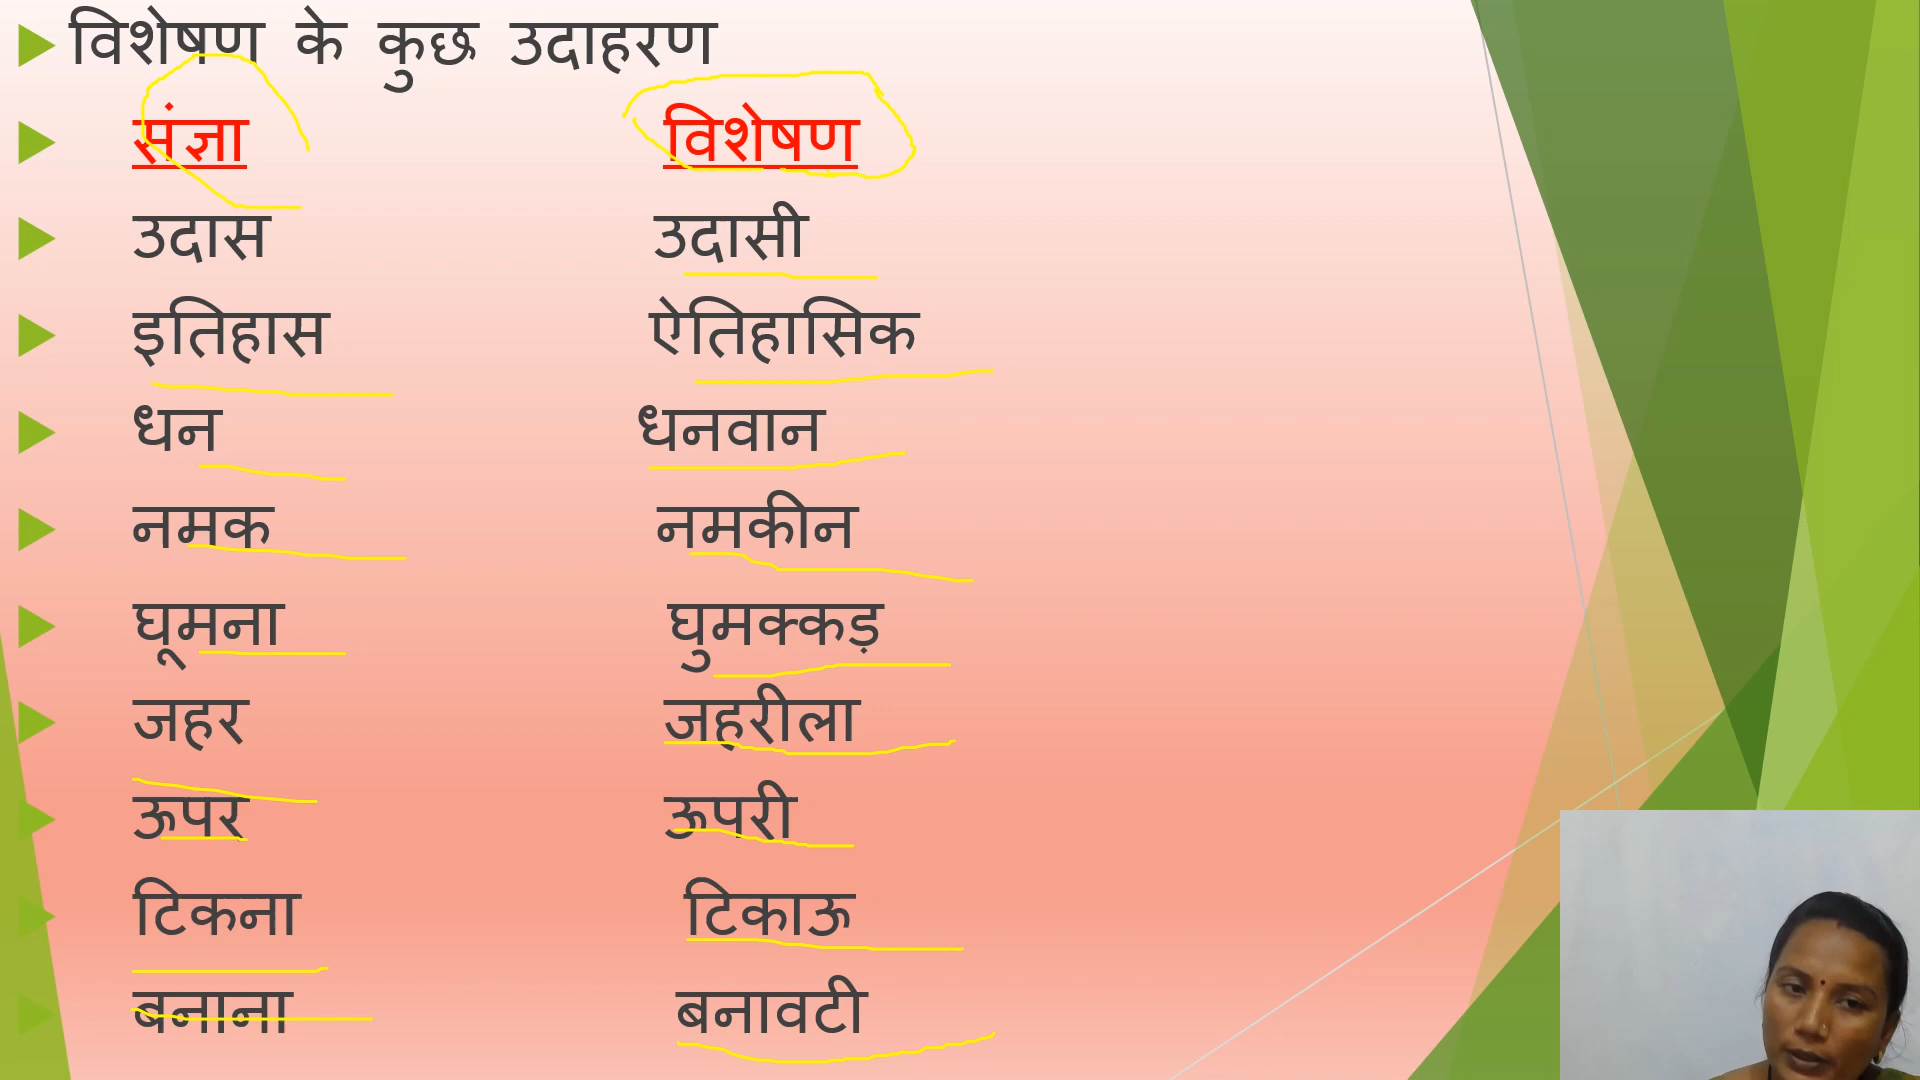 विशेषण के कुछ उदाहरण
संज्ञा विशेषण
उदास उदासी
इतिहास ऐतिहासिक
धन धनवान
नमक नमकीन
घूमना घुमक्कड़
जहर जहरीला
ऊपर ऊपरी
टिकना टिकाऊ
बनाना बनावटी